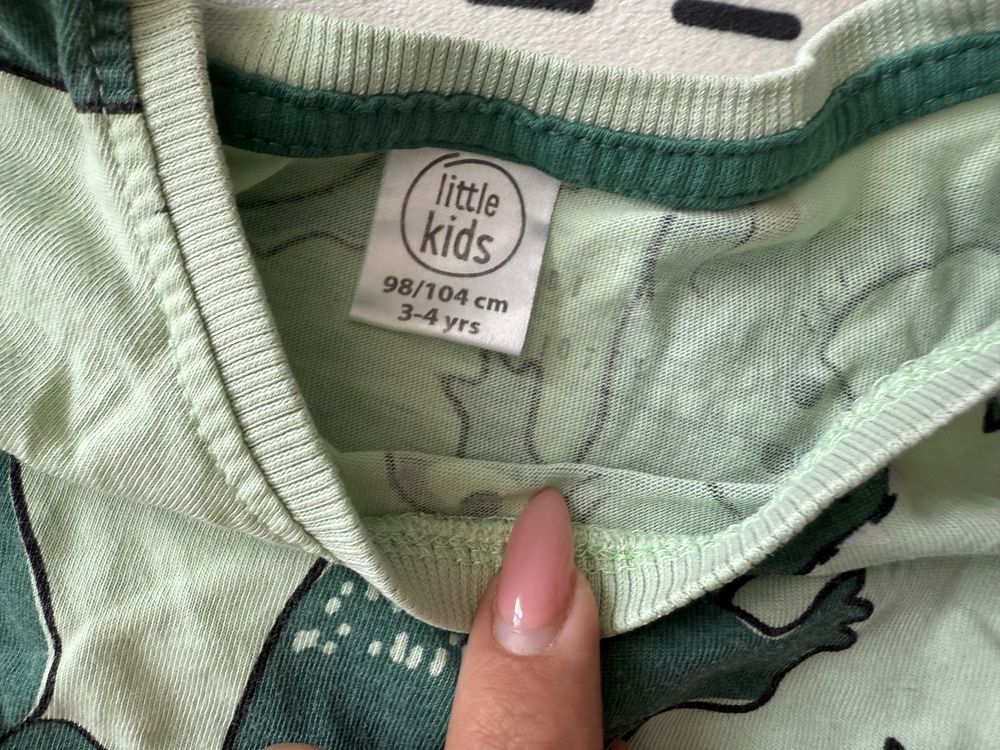 little
kids
98/104 cm
3-4 yrs